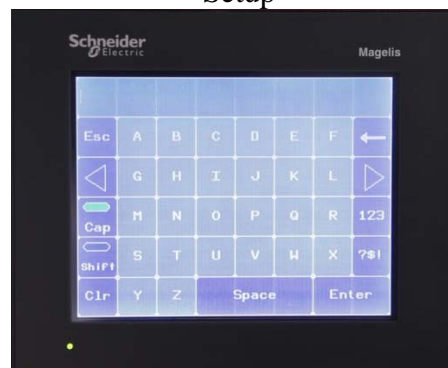 Setup
Schneider
Electric
Magelis
Esc A B C D E F ←
G H I J K L
Cap M N O P Q R 123
Shift S T U V W X ?$!
Clr Y Z Space Enter